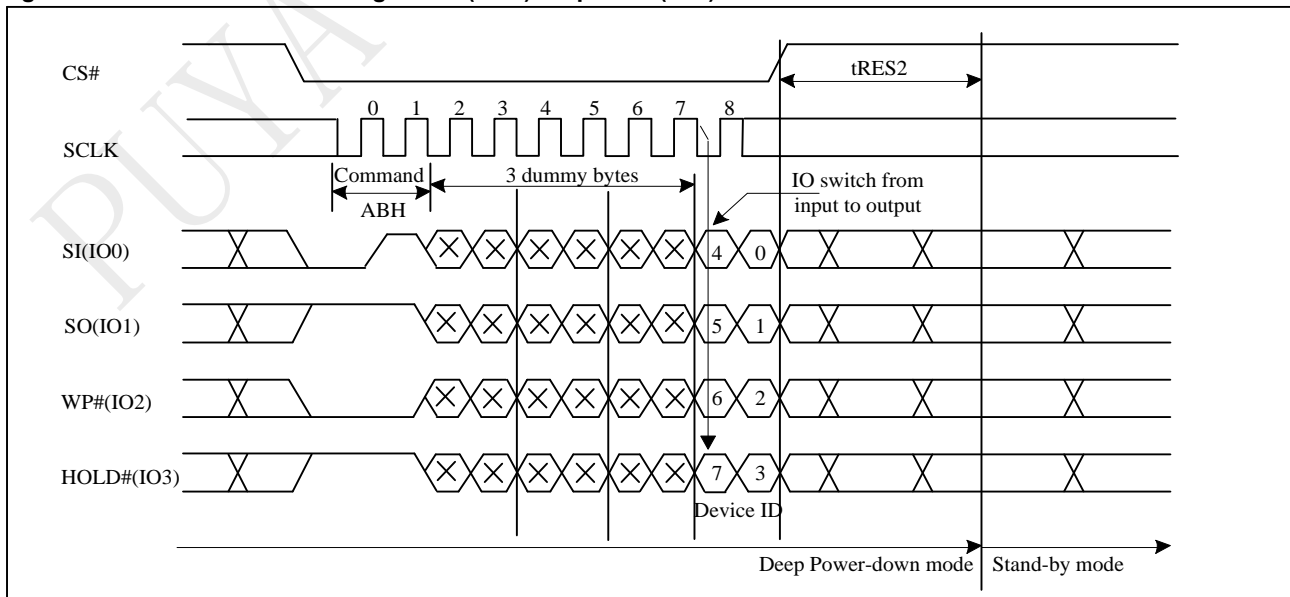 PUYA
CS#
tRES2
0 1 2 3 4 5 6 7 8
SCLK
Command
3 dummy bytes
IO switch from
input to output
ABH
SI(IO0)
4 0
SO(IO1)
5 1
WP#(IO2)
6 2
HOLD#(IO3)
7 3
Device ID
Deep Power-down mode
Stand-by mode